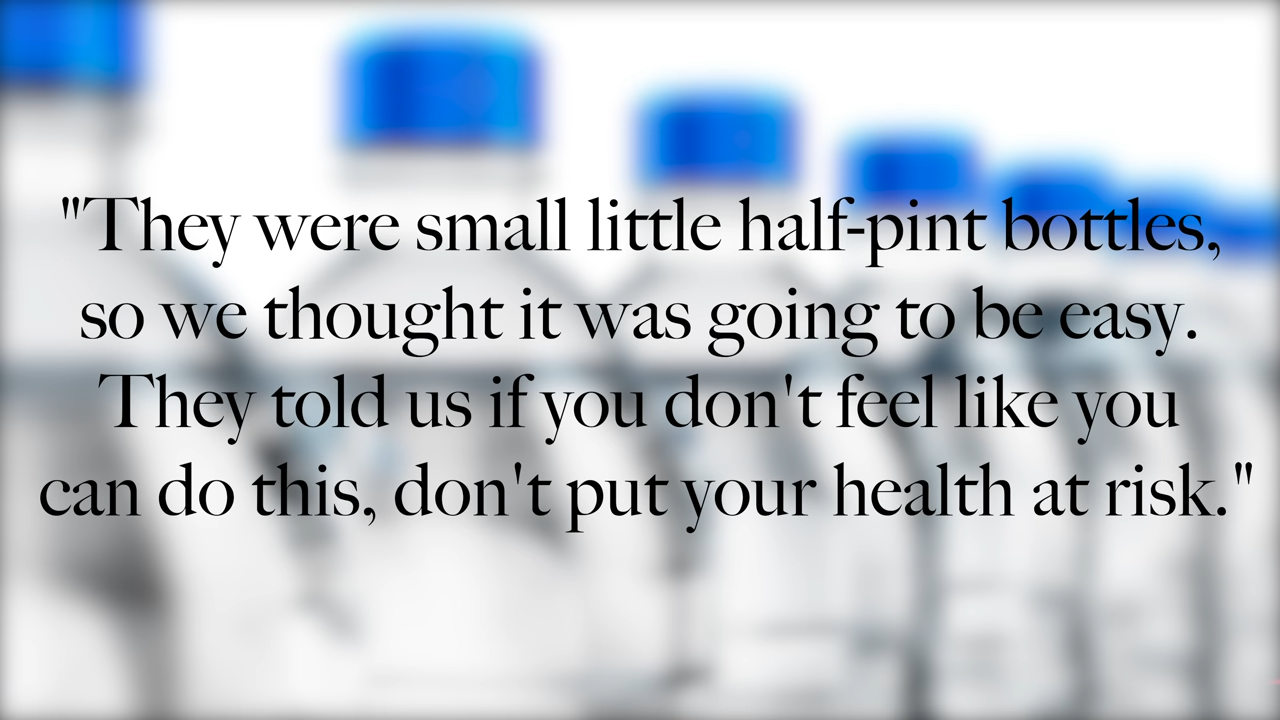 "They were small little half-pint bottles,
so we thought it was going to be easy.
They told us if you don't feel like you
can do this, don't put your health at risk."